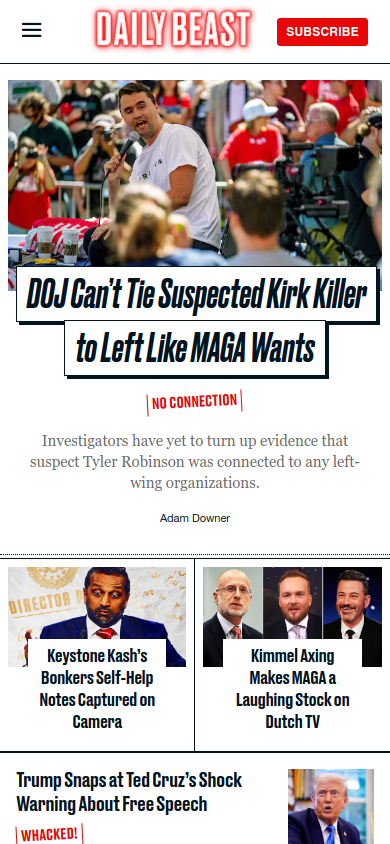 DAILY BEAST
SUBSCRIBE
DOJ Can't Tie Suspected Kirk Killer
to Left Like MAGA Wants
NO CONNECTION
Investigators have yet to turn up evidence that
suspect Tyler Robinson was connected to any left-
wing organizations.
Adam Downer
DIRECTOR
Keystone Kash's
Bonkers Self-Help
Notes Captured on
Camera
Kimmel Axing
Makes MAGA a
Laughing Stock on
Dutch TV
Trump Snaps at Ted Cruz's Shock
Warning About Free Speech
WHACKED!